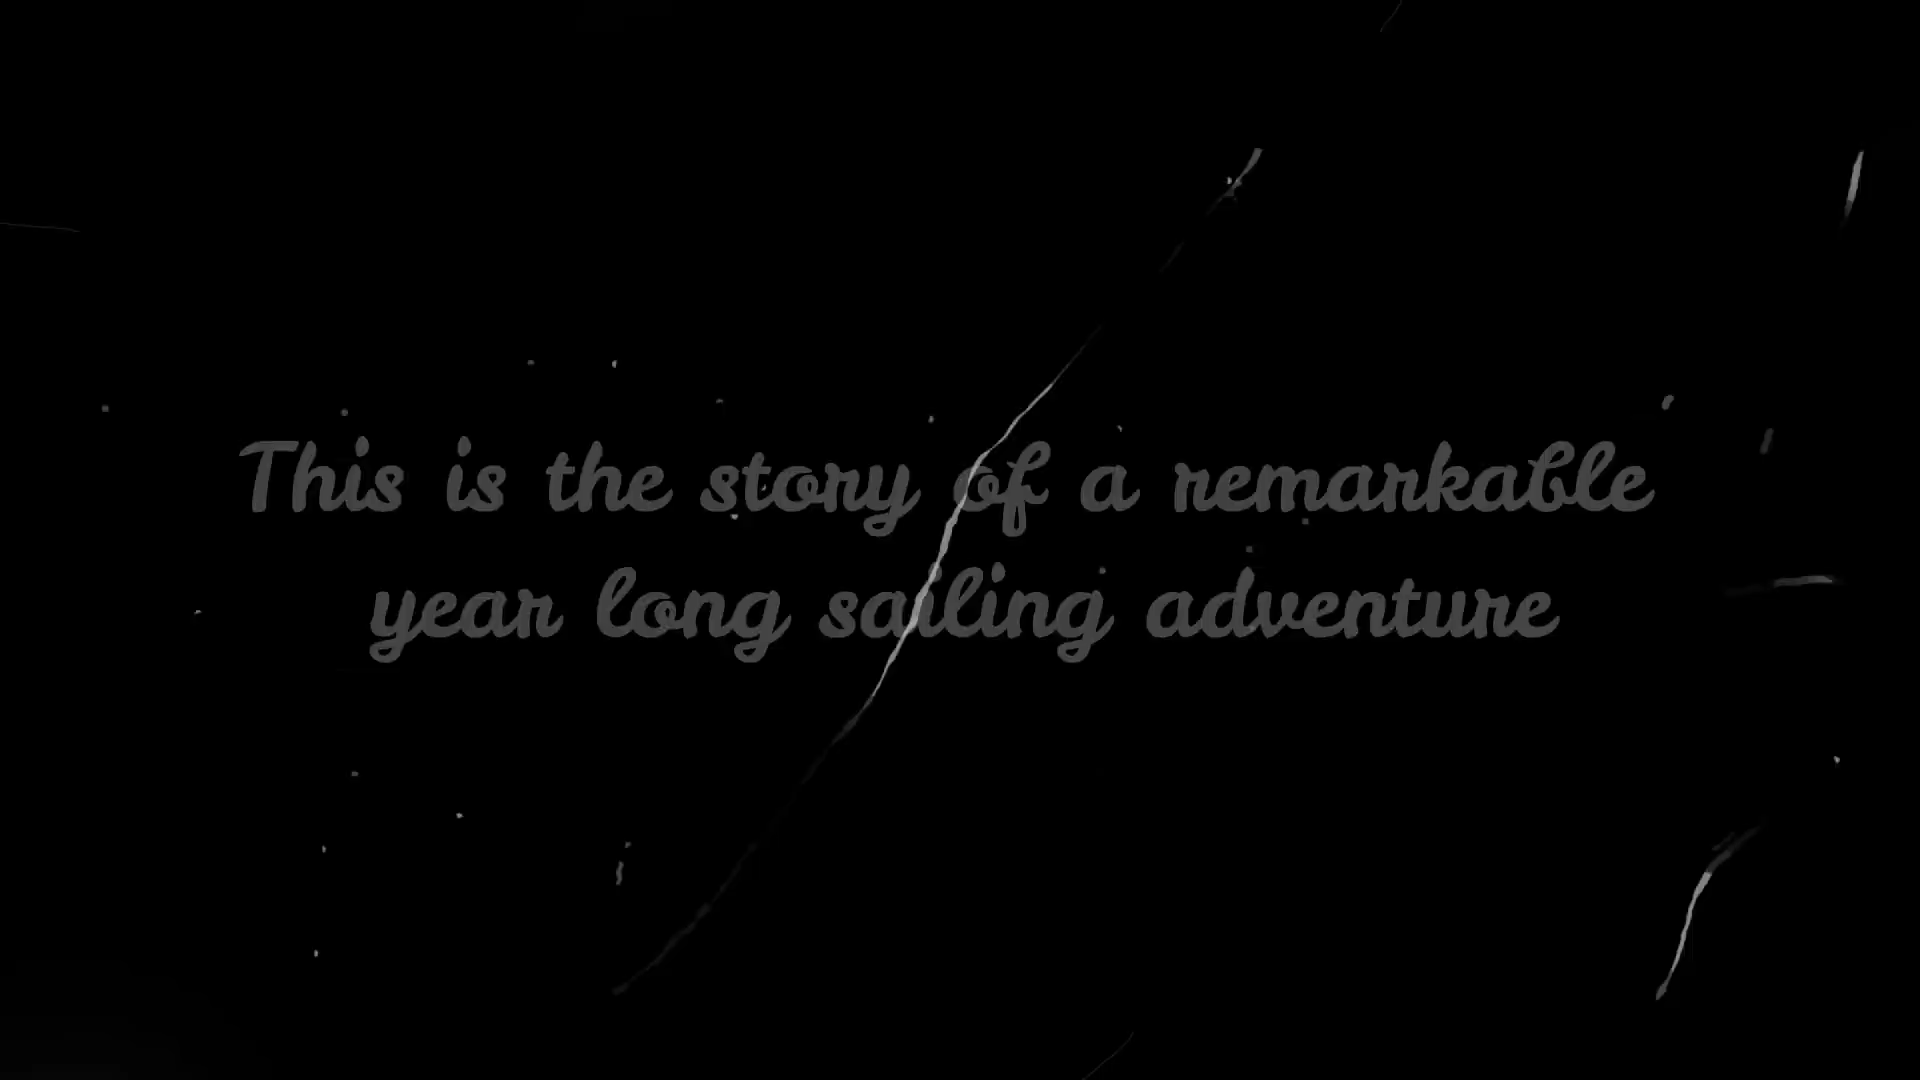 This is the story of a remarkable
year long sailing adventure